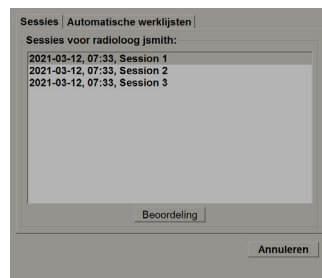 Sessies Automatische werklijsten
Sessies voor radioloog jsmith:
2021-03-12, 07:33, Session 1
2021-03-12, 07:33, Session 2
2021-03-12, 07:33, Session 3
Beoordeling
Annuleren